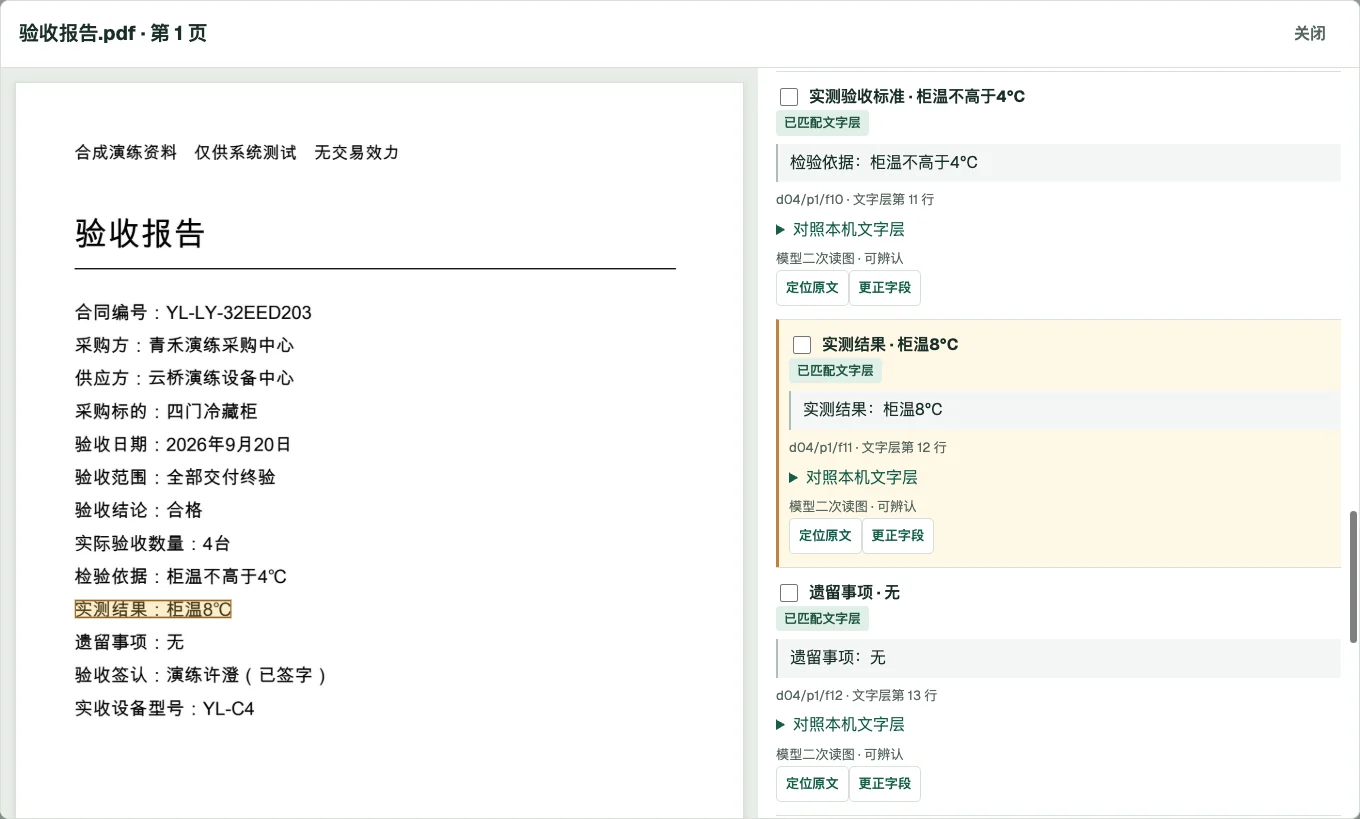 验收报告.pdf · 第 1 页
关闭
合成演练资料 仅供系统测试 无交易效力
验收报告
合同编号：YL-LY-32EED203
采购方：青禾演练采购中心
供应方：云桥演练设备中心
采购标的：四门冷藏柜
验收日期：2026年9月20日
验收范围：全部交付终验
验收结论：合格
实际验收数量：4台
检验依据：柜温不高于4℃
实测结果：柜温8℃
遗留事项：无
验收签认：演练许澄（已签字）
实收设备型号：YL-C4
实测验收标准 · 柜温不高于4℃
已匹配文字层
检验依据：柜温不高于4℃
d04/p1/f10 · 文字层第 11 行
▶ 对照本机文字层
模型二次读图 · 可辨认
定位原文 更正字段
实测结果 · 柜温8℃
已匹配文字层
实测结果：柜温8℃
d04/p1/f11 · 文字层第 12 行
▶ 对照本机文字层
模型二次读图 · 可辨认
定位原文 更正字段
遗留事项 · 无
已匹配文字层
遗留事项：无
d04/p1/f12 · 文字层第 13 行
▶ 对照本机文字层
模型二次读图 · 可辨认
定位原文 更正字段